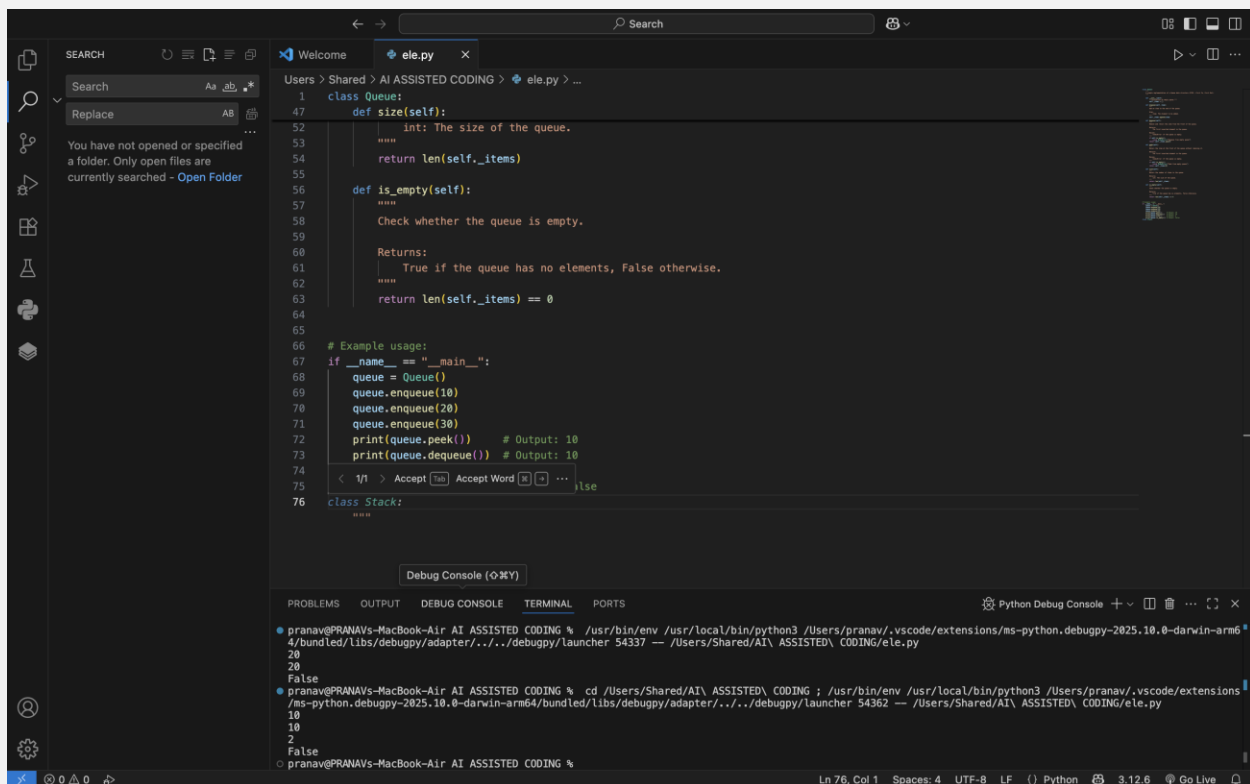 Search
SEARCH
Search
Aa ab
Replace
AB
You have not opened or specified
a folder. Only open files are
currently searched - Open Folder
Welcome
ele.py
Users > Shared > AI ASSISTED CODING > ele.py > ...
1 class Queue:
47 def size(self):
52 int: The size of the queue.
53 """
54 return len(self._items)
55
56 def is_empty(self):
57 """
58 Check whether the queue is empty.
59
60 Returns:
61 True if the queue has no elements, False otherwise.
62 """
63 return len(self._items) == 0
64
65
66 # Example usage:
67 if __name__ == "__main__":
68 queue = Queue()
69 queue.enqueue(10)
70 queue.enqueue(20)
71 queue.enqueue(30)
72 print(queue.peek()) # Output: 10
73 print(queue.dequeue()) # Output: 10
74
< 1/1 > Accept Tab Accept Word ⌘ → ...
75 lse
76 class Stack:
"""
Debug Console (⇧⌘Y)
PROBLEMS OUTPUT DEBUG CONSOLE TERMINAL PORTS
Python Debug Console
pranav@PRANAVs-MacBook-Air AI ASSISTED CODING % /usr/bin/env /usr/local/bin/python3 /Users/pranav/.vscode/extensions/ms-python.debugpy-2025.10.0-darwin-arm6
4/bundled/libs/debugpy/adapter/../../debugpy/launcher 54337 -- /Users/Shared/AI\ ASSISTED\ CODING/ele.py
20
20
False
pranav@PRANAVs-MacBook-Air AI ASSISTED CODING % cd /Users/Shared/AI\ ASSISTED\ CODING ; /usr/bin/env /usr/local/bin/python3 /Users/pranav/.vscode/extensions
/ms-python.debugpy-2025.10.0-darwin-arm64/bundled/libs/debugpy/adapter/../../debugpy/launcher 54362 -- /Users/Shared/AI\ ASSISTED\ CODING/ele.py
10
10
2
False
pranav@PRANAVs-MacBook-Air AI ASSISTED CODING %
0 0 Ln 76, Col 1 Spaces: 4 UTF-8 LF {} Python 3.12.6 Go Live